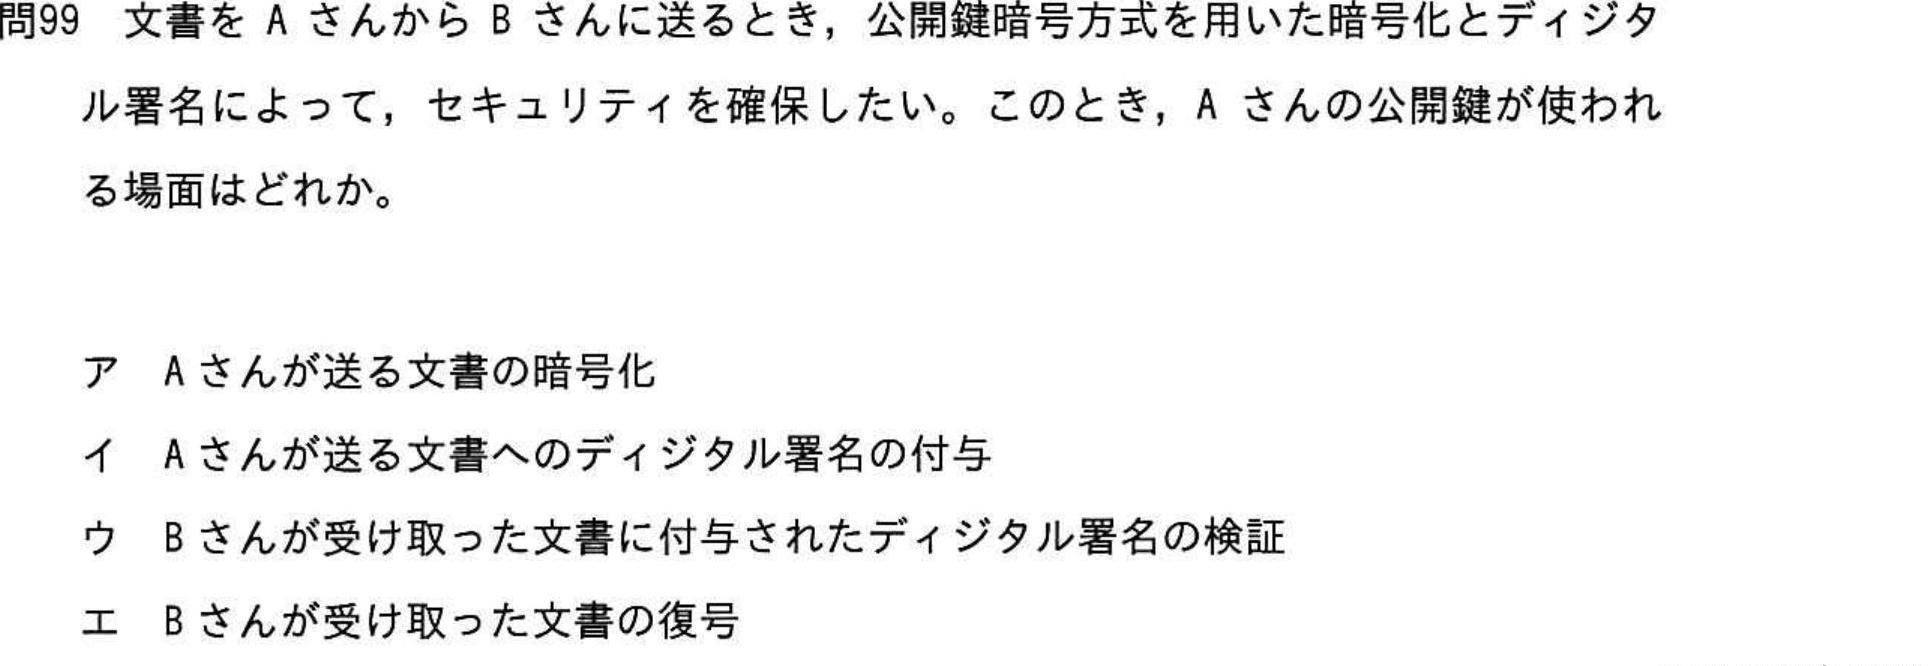 問99 文書を A さんから B さんに送るとき，公開鍵暗号方式を用いた暗号化とディジタ
ル署名によって，セキュリティを確保したい。このとき，A さんの公開鍵が使われ
る場面はどれか。
ア A さんが送る文書の暗号化
イ A さんが送る文書へのディジタル署名の付与
ウ B さんが受け取った文書に付与されたディジタル署名の検証
エ B さんが受け取った文書の復号